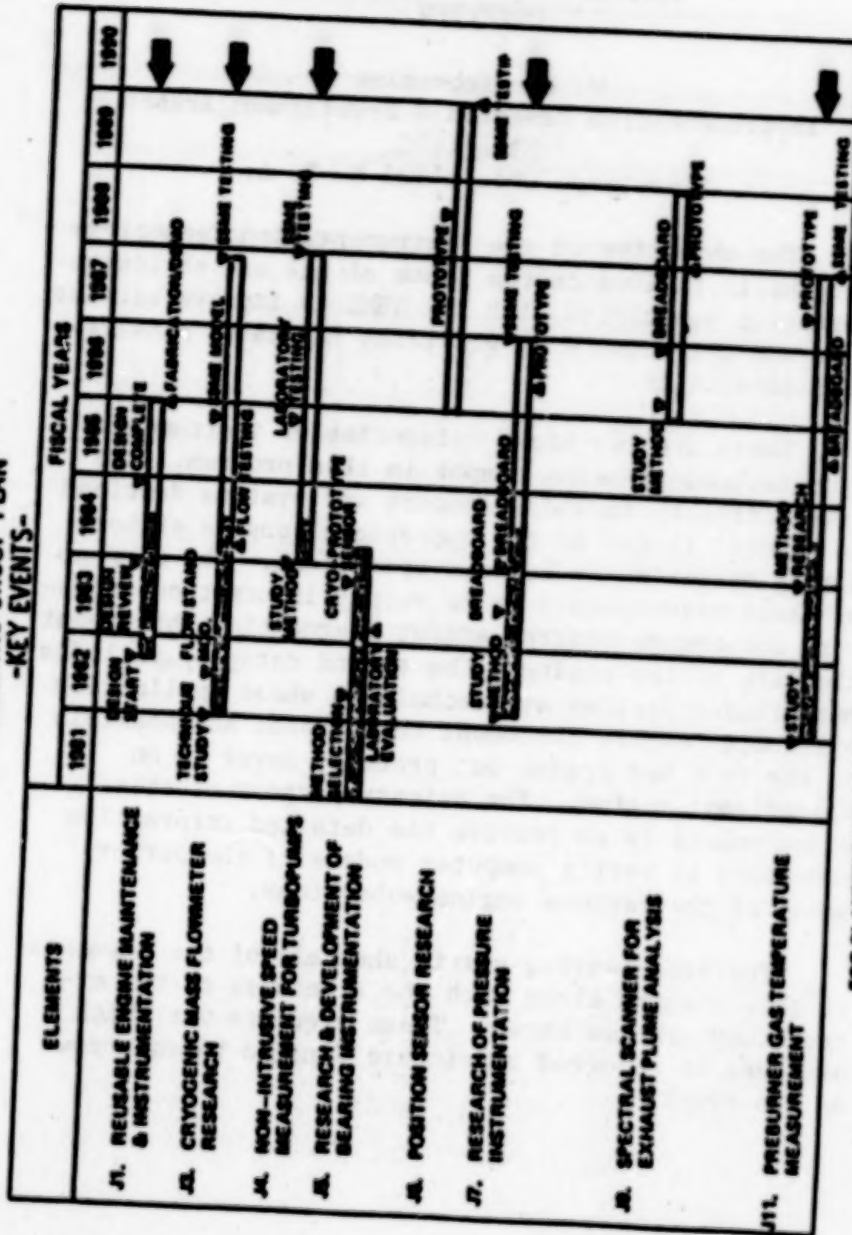 -KEY EVENTS-
ELEMENTS
FISCAL YEARS
1981 1982 1983 1984 1985 1986 1987 1988 1989 1990
J1. REUSABLE ENGINE MAINTENANCE
& INSTRUMENTATION
DESIGN
START
DESIGN
REVIEW
DESIGN
COMPLETE
FABRICATION/DEMO
J3. CRYOGENIC MASS FLOWMETER
RESEARCH
TECHNIQUE
STUDY
FLOW STAND
MOD.
FLOW TESTING
SSME MODEL
SSME TESTING
J4. NON-INTRUSIVE SPEED
MEASUREMENT FOR TURBOPUMPS
STUDY
METHOD
LABORATORY
TESTING
SSME
TESTING
J5. RESEARCH & DEVELOPMENT OF
BEARING INSTRUMENTATION
METHOD
SELECTION
CRYO-PROTOTYPE
SENSOR
LABORATORY
EVALUATION
J6. POSITION SENSOR RESEARCH
PROTOTYPE
SSME TESTIN
J7. RESEARCH OF PRESSURE
INSTRUMENTATION
STUDY
METHOD
BREADBOARD
BREADBOARD
SSME TESTING
PROTOTYPE
J9. SPECTRAL SCANNER FOR
EXHAUST PLUME ANALYSIS
STUDY
METHOD
BREADBOARD
PROTOTYPE
J11. PREBURNER GAS TEMPERATURE
MEASUREMENT
STUDY
METHOD
RESEARCH
PROTOTYPE
SSME TESTING